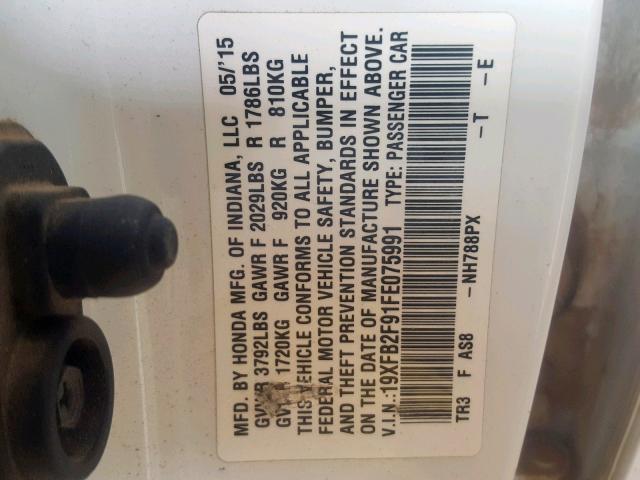 MFD. BY HONDA MFG. OF INDIANA, LLC 05/'15
GVWR 3792LBS GAWR F 2029LBS R 1786LBS
1720KG GAWR F 920KG R 810KG
THIS VEHICLE CONFORMS TO ALL APPLICABLE
FEDERAL MOTOR VEHICLE SAFETY, BUMPER,
AND THEFT PREVENTION STANDARDS IN EFFECT
ON THE DATE OF MANUFACTURE SHOWN ABOVE.
V.I.N.:19XFB2F91FE075991 TYPE: PASSENGER CAR
TR3 F AS8 -NH788PX -T -E